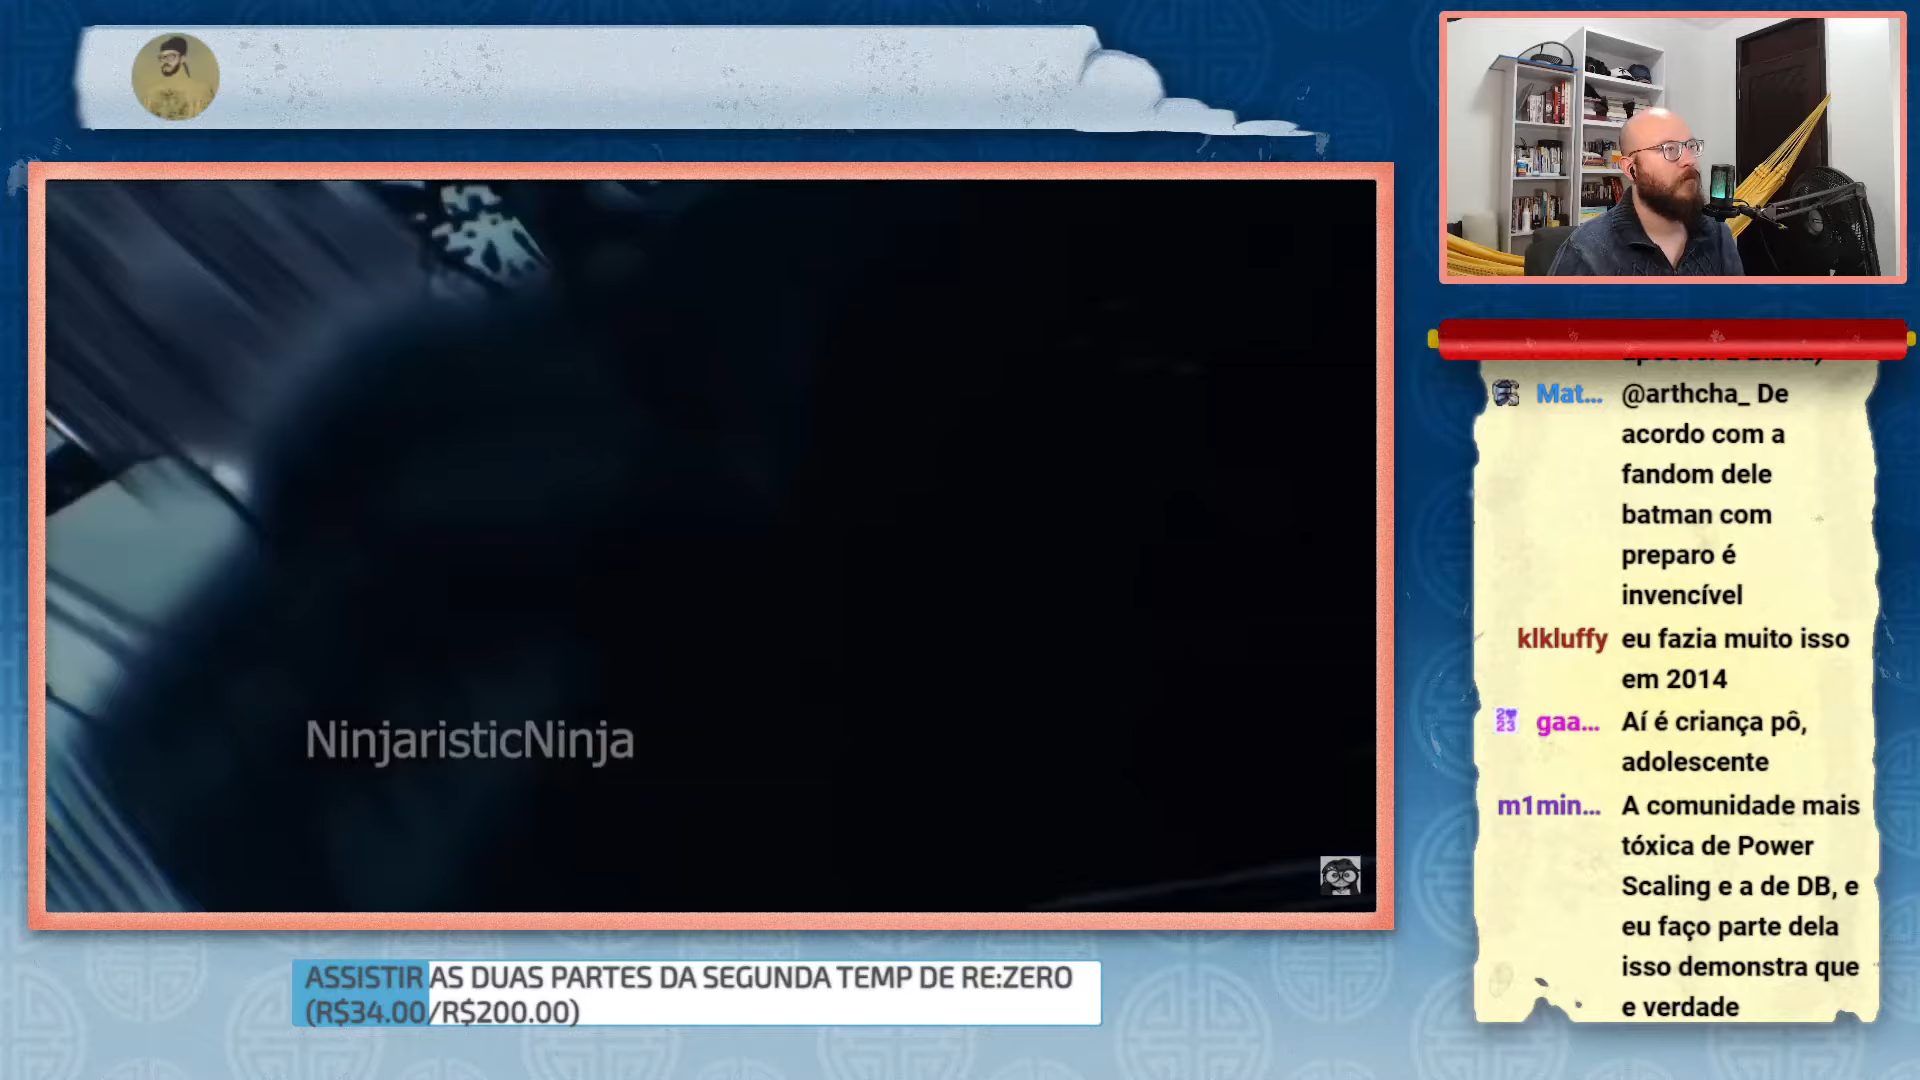 NinjaristicNinja
ASSISTIR AS DUAS PARTES DA SEGUNDA TEMP DE RE:ZERO
(R$34.00/R$200.00)
Mat... @arthcha_ De
acordo com a
fandom dele
batman com
preparo é
invencível
klkluffy eu fazia muito isso
em 2014
gaa... Aí é criança pô,
adolescente
m1min... A comunidade mais
tóxica de Power
Scaling e a de DB, e
eu faço parte dela
isso demonstra que
e verdade